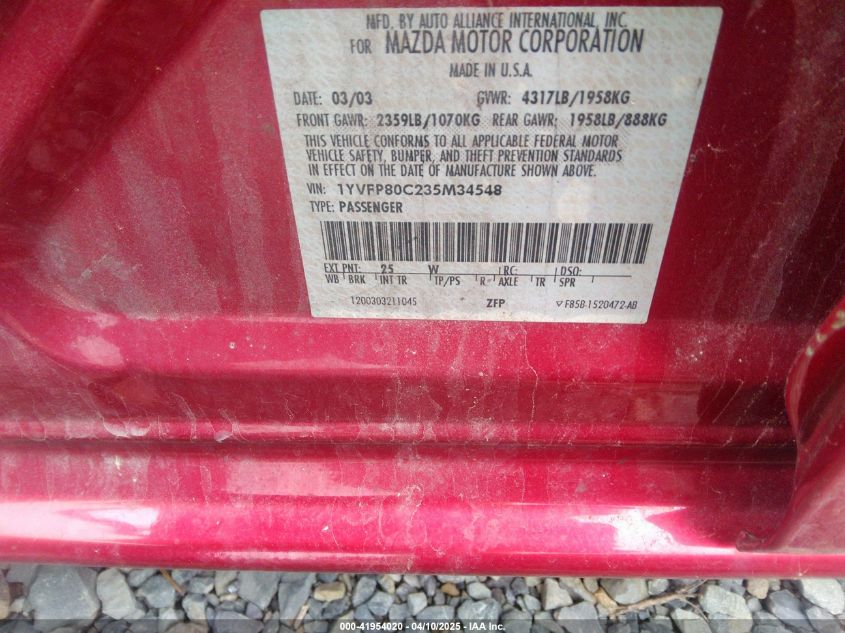 MFD. BY AUTO ALLIANCE INTERNATIONAL, INC.
FOR MAZDA MOTOR CORPORATION
MADE IN U.S.A.
DATE: 03/03 GVWR: 4317LB/1958KG
FRONT GAWR: 2359LB/1070KG REAR GAWR: 1958LB/888KG
THIS VEHICLE CONFORMS TO ALL APPLICABLE FEDERAL MOTOR
VEHICLE SAFETY, BUMPER, AND THEFT PREVENTION STANDARDS
IN EFFECT ON THE DATE OF MANUFACTURE SHOWN ABOVE.
VIN: 1YVFP80C235M34548
TYPE: PASSENGER
EXT PNT: 25 W RC: DSO:
WB BRK INT TR TP/PS R AXLE TR SPR
1200303211045 ZFP ▽ F85B-1520472-AB
000-41954020 - 04/10/2025 - IAA Inc.